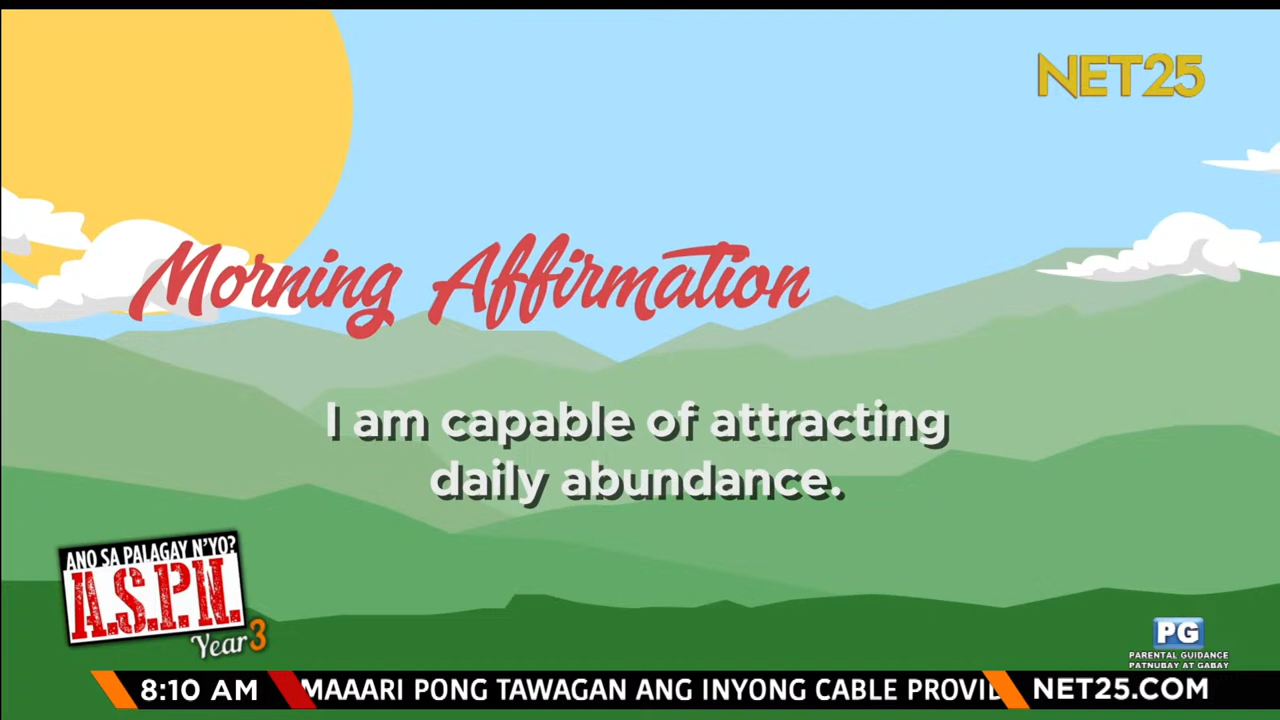 NET25
Morning Affirmation
I am capable of attracting
daily abundance.
ANO SA PALAGAY N'YO?
A.S.P.N.
Year 3
PG
PARENTAL GUIDANCE
PATNUBAY AT GABAY
8:10 AM
MAAARI PONG TAWAGAN ANG INYONG CABLE
NET25.COM